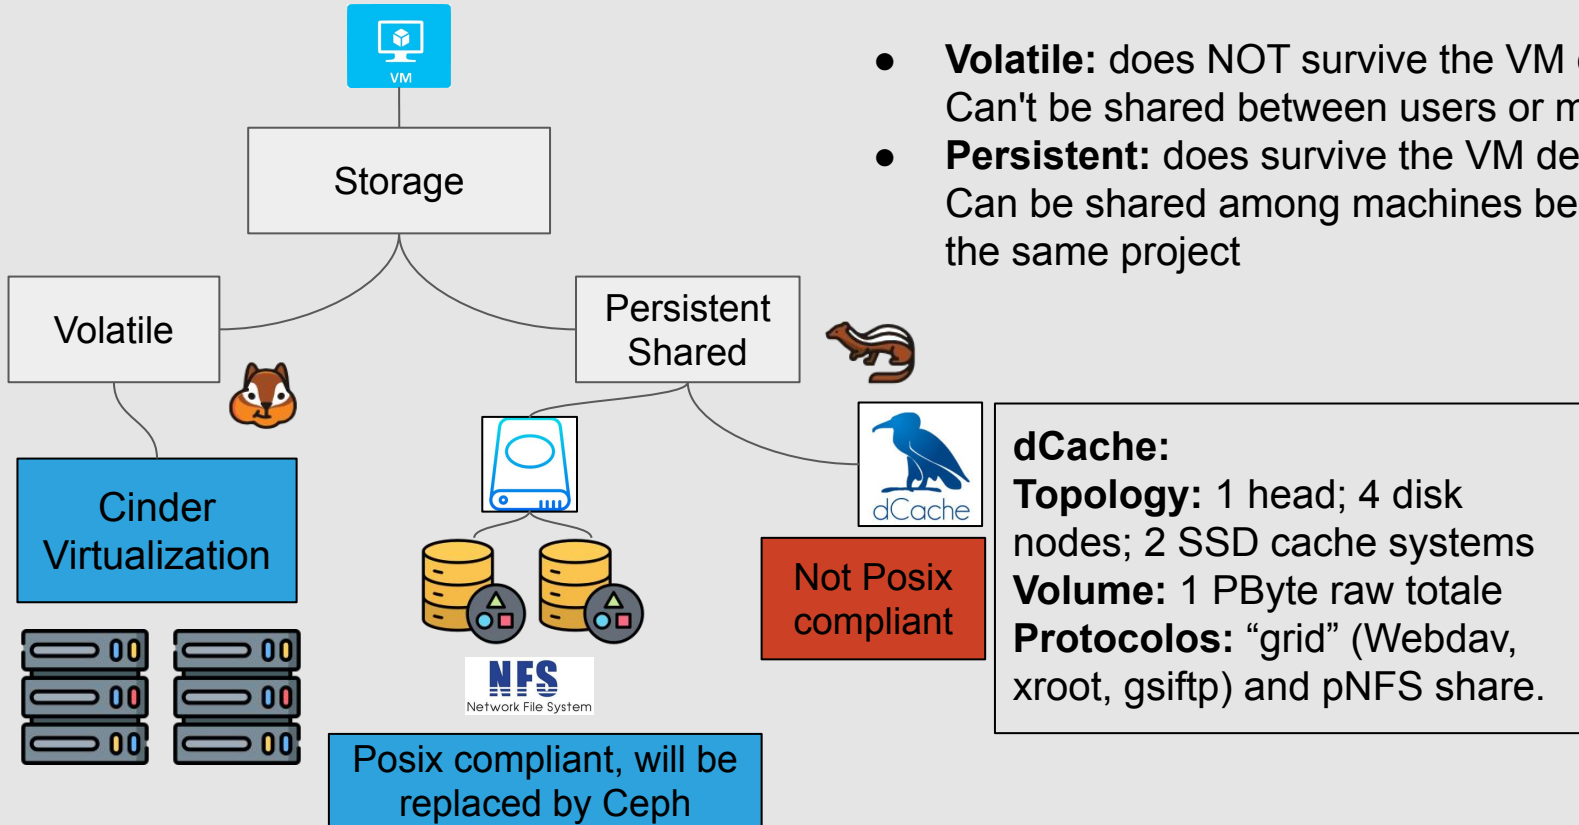 VM
Storage
Volatile
Persistent
Shared
Cinder
Virtualization
NFS
Network File System
Posix compliant, will be
replaced by Ceph
dCache
Not Posix
compliant
● Volatile: does NOT survive the VM
Can't be shared between users or
● Persistent: does survive the VM
Can be shared among machines
the same project
dCache:
Topology: 1 head; 4 disk
nodes; 2 SSD cache systems
Volume: 1 PByte raw totale
Protocolos: “grid” (Webdav,
xroot, gsiftp) and pNFS share.